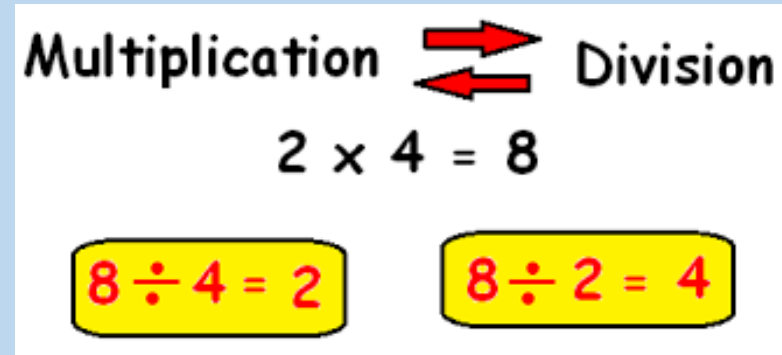 Multiplication Division
2 x 4 = 8
8 ÷ 4 = 2 8 ÷ 2 = 4